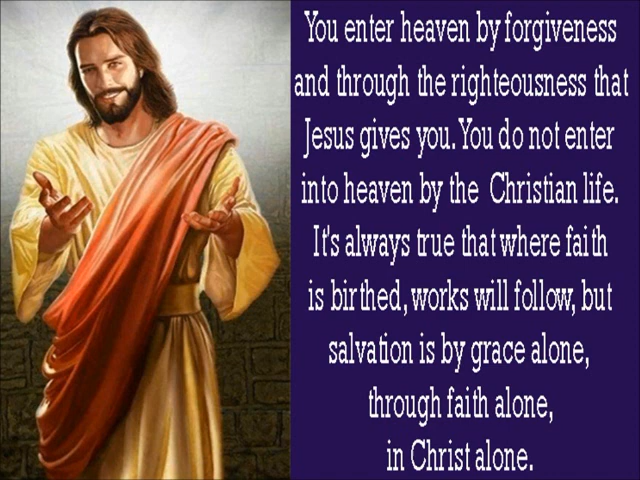 You enter heaven by forgiveness
and through the righteousness that
Jesus gives you. You do not enter
into heaven by the Christian life.
It's always true that where faith
is birthed, works will follow, but
salvation is by grace alone,
through faith alone,
in Christ alone.